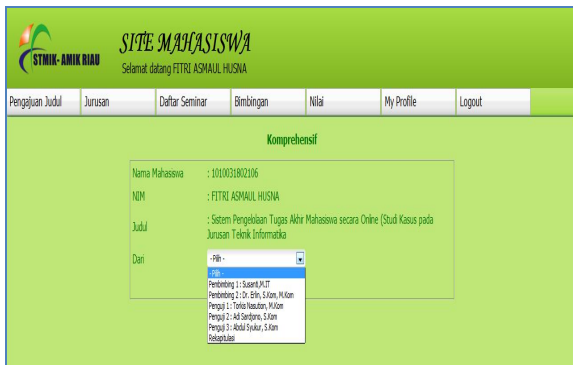 STMIK-AMIK RIAU
SITE MAHASISWA
Selamat datang FITRI ASMAUL HUSNA
Pengajuan Judul Jurusan Daftar Seminar Bimbingan Nilai My Profile Logout
Komprehensif
Nama Mahasiswa : 1010031802106
NIM : FITRI ASMAUL HUSNA
Judul : Sistem Pengelolaan Tugas Akhir Mahasiswa secara Online (Studi Kasus pada
Jurusan Teknik Informatika
Dari - Pilih -
- Pilih -
Pembimbing 1 : Susanti,M.IT
Pembimbing 2 : Dr. Erlin, S.Kom, M.Kom
Penguji 1 : Torkis Nasution, M.Kom
Penguji 2 : Adi Sardjono, S.Kom
Penguji 3 : Abdul Syukur, S.Kom
Rekapitulasi